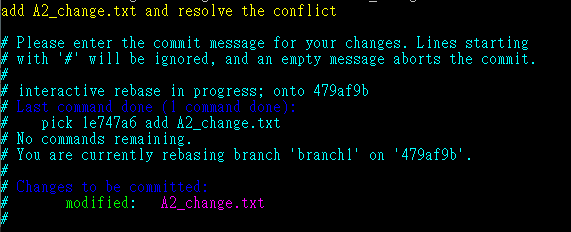 add A2_change.txt and resolve the conflict
# Please enter the commit message for your changes. Lines starting
# with '#' will be ignored, and an empty message aborts the commit.
#
# interactive rebase in progress; onto 479af9b
# Last command done (1 command done):
#    pick 1e747a6 add A2_change.txt
# No commands remaining.
# You are currently rebasing branch 'branch1' on '479af9b'.
#
# Changes to be committed:
#       modified:   A2_change.txt
#